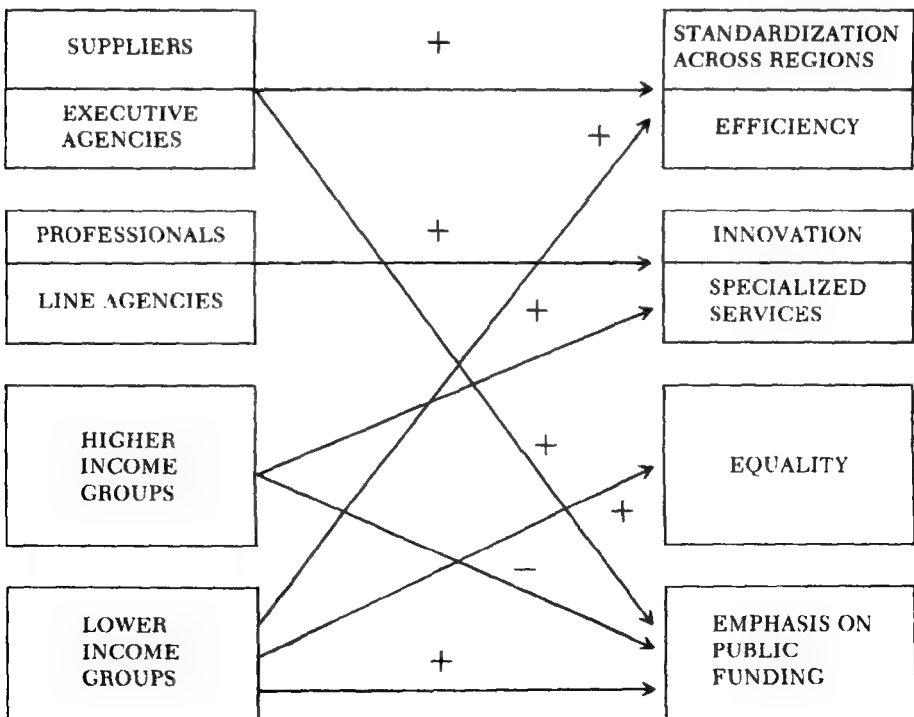 SUPPLIERS
EXECUTIVE
AGENCIES
+
STANDARDIZATION
ACROSS REGIONS
EFFICIENCY
+
PROFESSIONALS
LINE AGENCIES
+
INNOVATION
SPECIALIZED
SERVICES
+
HIGHER
INCOME
GROUPS
+
EQUALITY
+
−
LOWER
INCOME
GROUPS
+
EMPHASIS ON
PUBLIC
FUNDING